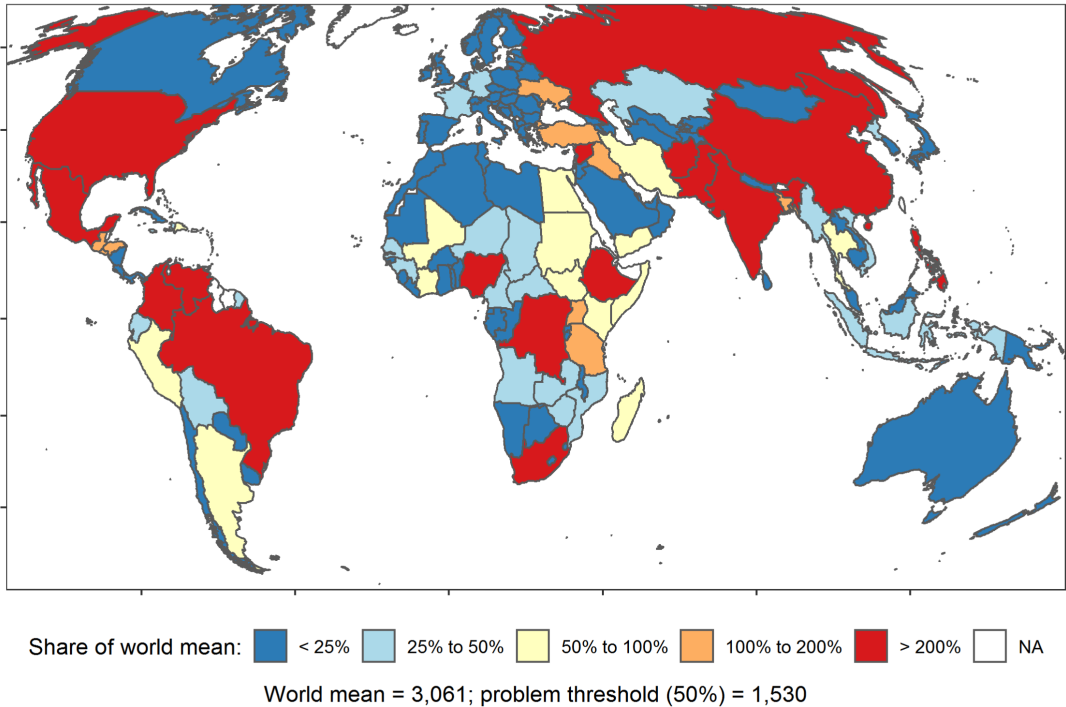 Share of world mean: < 25% 25% to 50% 50% to 100% 100% to 200% > 200% NA
World mean = 3,061; problem threshold (50%) = 1,530